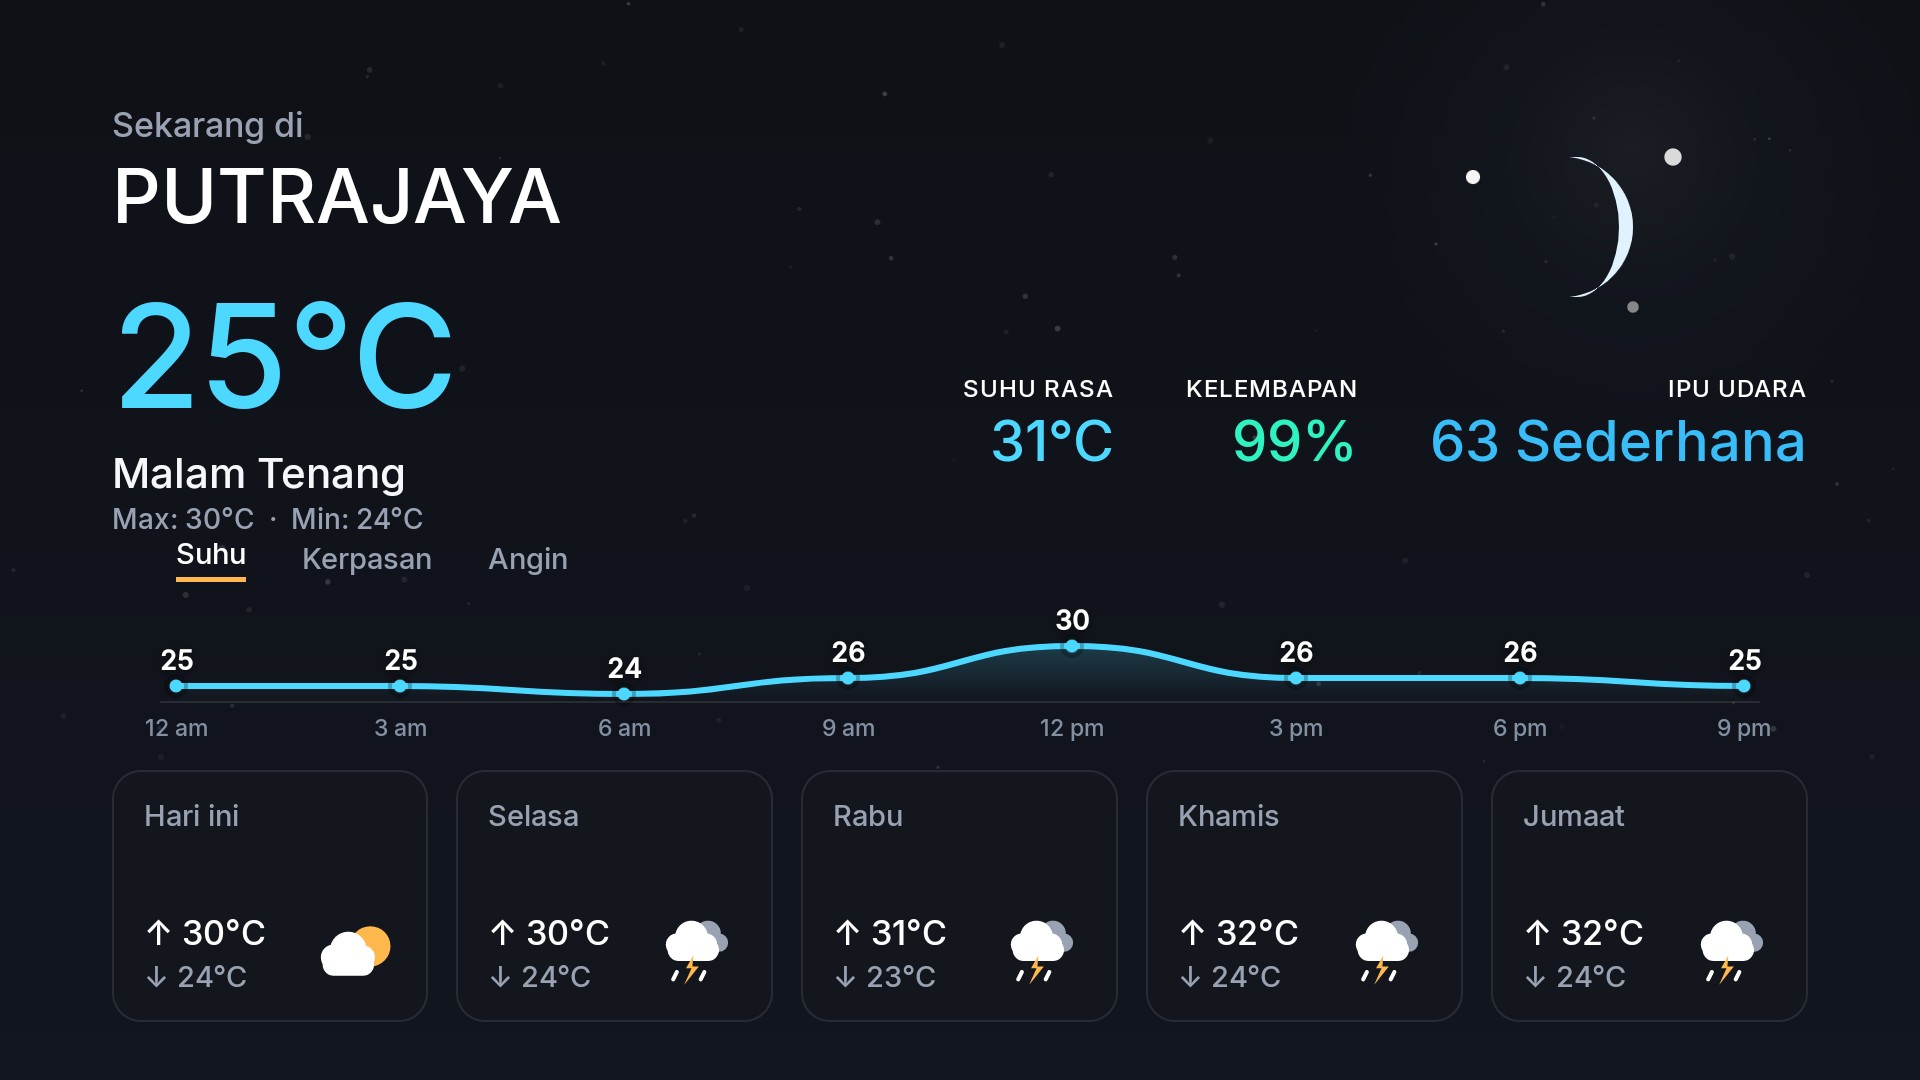 Sekarang di
PUTRAJAYA
25°C
Malam Tenang
Max: 30°C · Min: 24°C
SUHU RASA
31°C
KELEMBAPAN
99%
IPU UDARA
63 Sederhana
Suhu Kerpasan Angin
25 25 24 26 30 26 26 25
12 am 3 am 6 am 9 am 12 pm 3 pm 6 pm 9 pm
Hari ini
↑ 30°C
↓ 24°C
Selasa
↑ 30°C
↓ 24°C
Rabu
↑ 31°C
↓ 23°C
Khamis
↑ 32°C
↓ 24°C
Jumaat
↑ 32°C
↓ 24°C